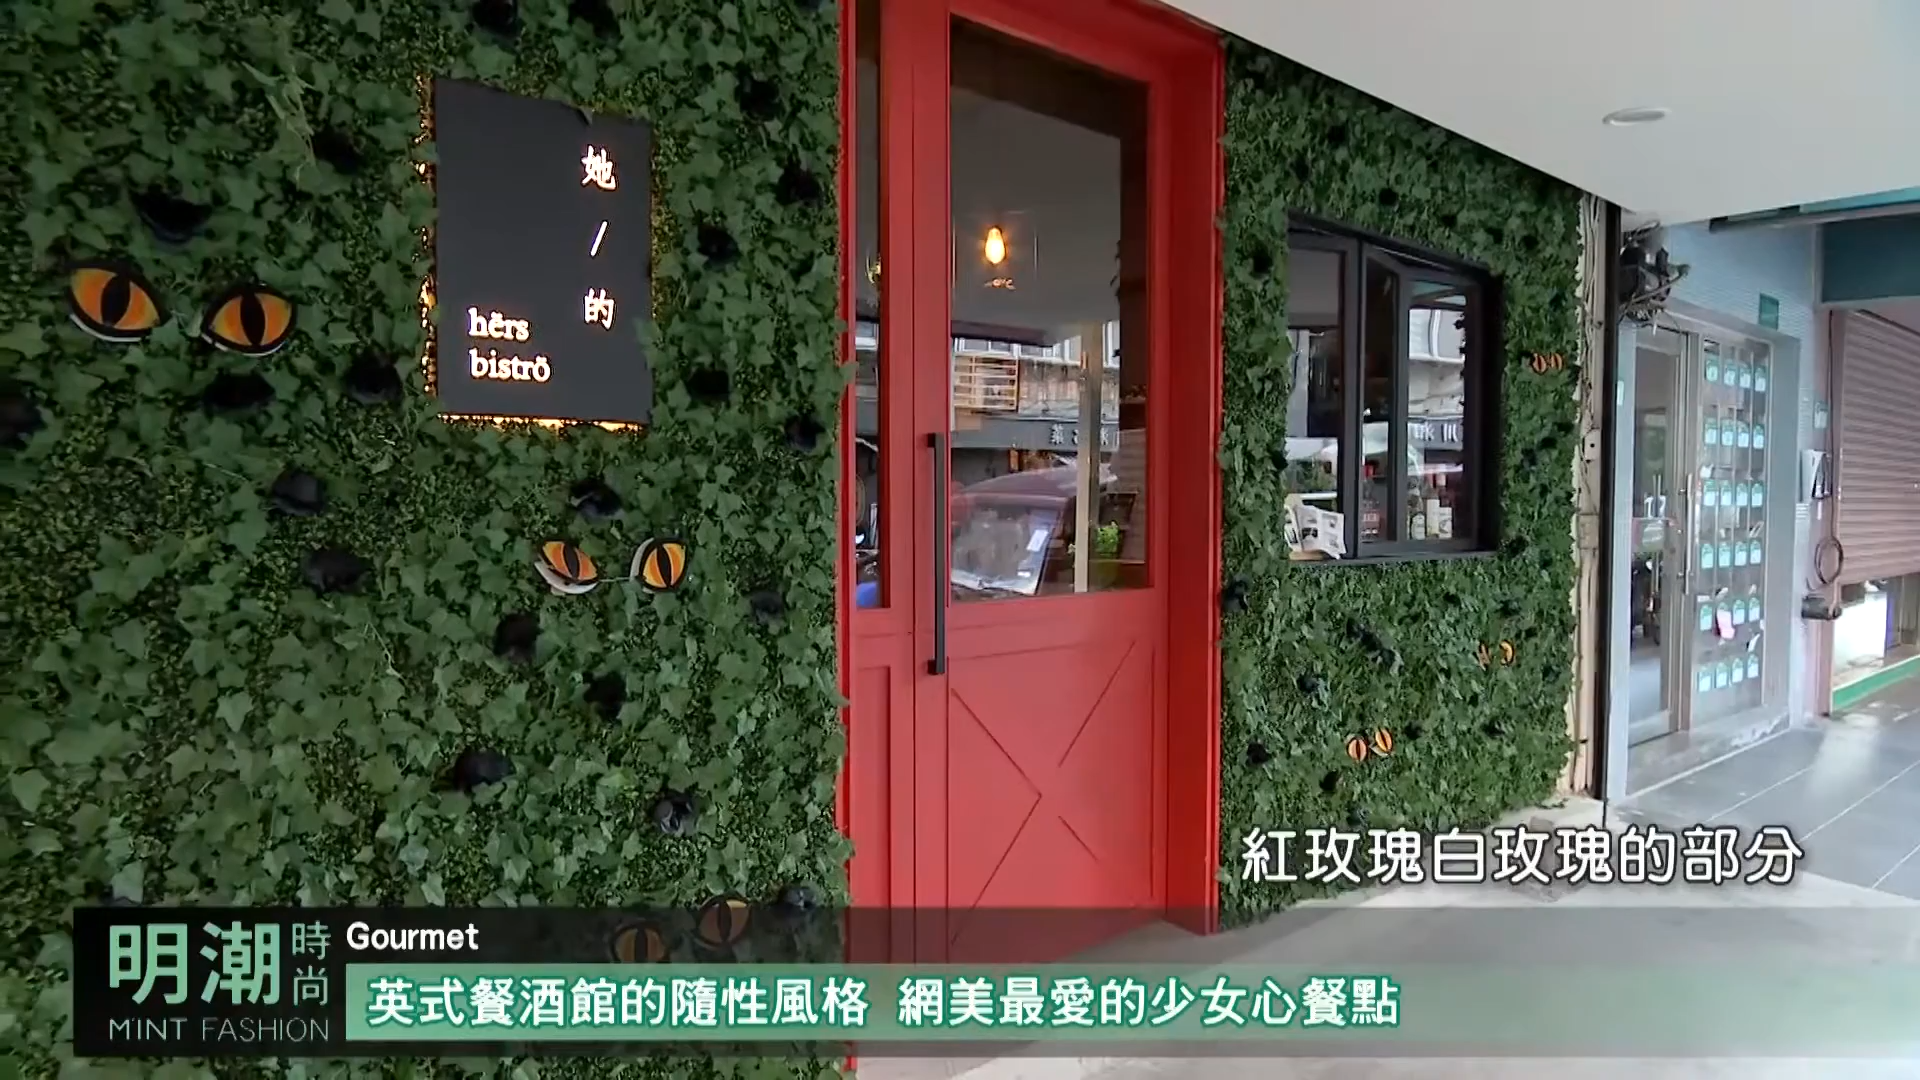 她/的
hërs
biströ
紅玫瑰白玫瑰的部分
明潮時尚
M'INT FASHION
Gourmet
英式餐酒館的隨性風格 網美最愛的少女心餐點